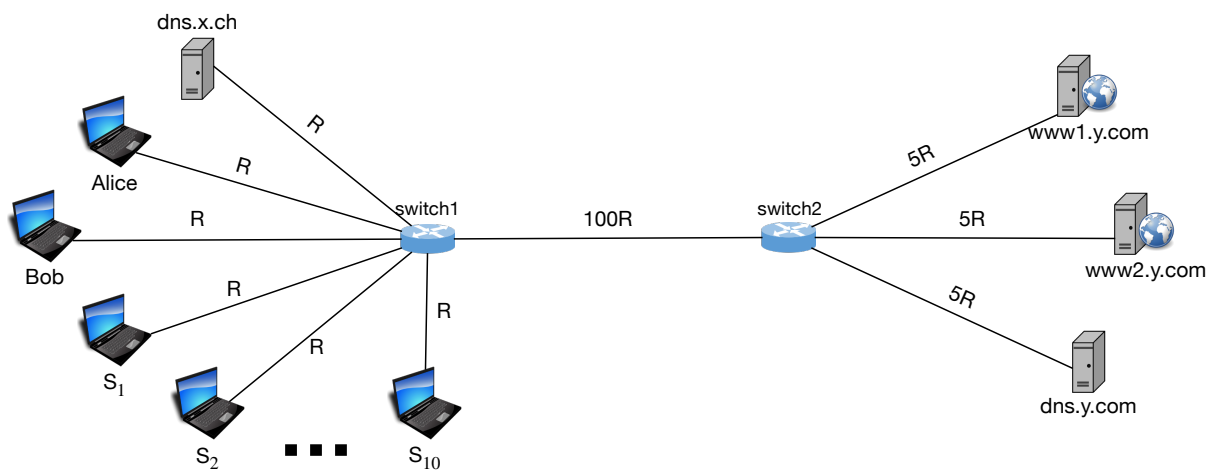 dns.x.ch
R
Alice
R
Bob
R
S1
R
S2
R
S10
R
switch1
100R
switch2
5R
www1.y.com
5R
www2.y.com
5R
dns.y.com